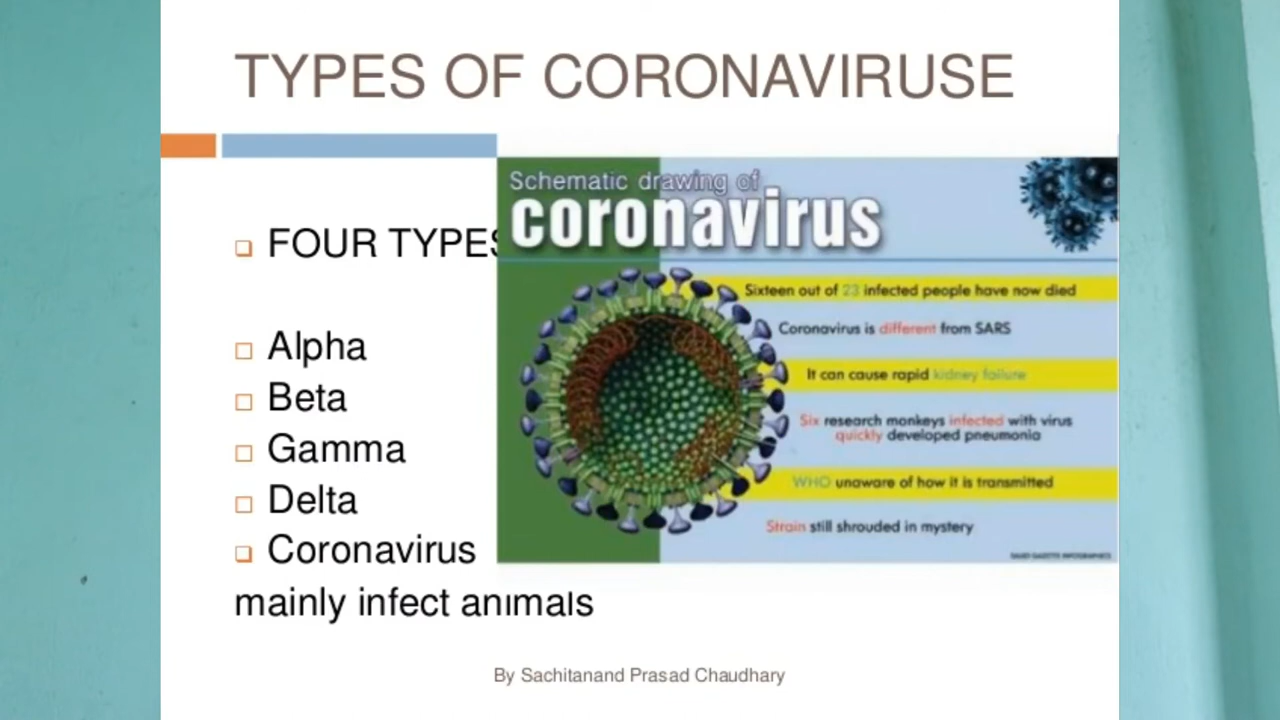 TYPES OF CORONAVIRUSE
FOUR TYPES
Alpha
Beta
Gamma
Delta
Coronavirus
mainly infect animals
Schematic drawing of
coronavirus
Sixteen out of 23 infected people have now died
Coronavirus is different from SARS
It can cause rapid kidney failure
Six research monkeys infected with virus
quickly developed pneumonia
WHO unaware of how it is transmitted
Strain still shrouded in mystery
SAUDI GAZETTE INFOGRAPHICS
By Sachitanand Prasad Chaudhary